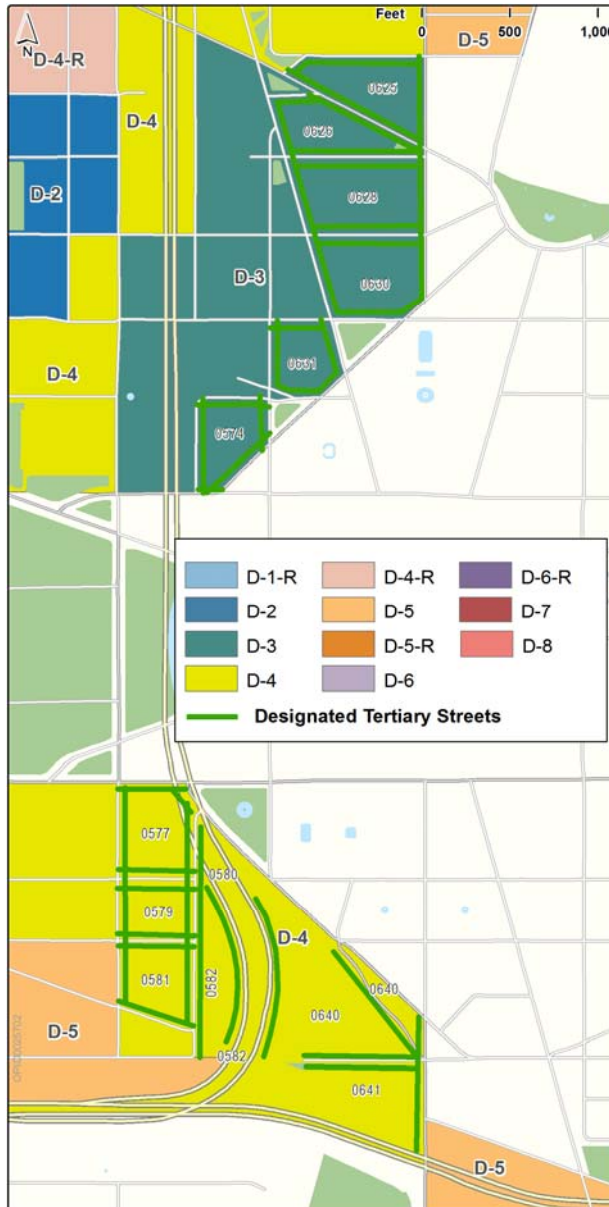 Feet
0 500 1,000
N
D-5
D-4-R
0625
D-4
0626
D-2
0628
D-3
0630
D-4
0631
0574
D-1-R D-4-R D-6-R
D-2 D-5 D-7
D-3 D-5-R D-8
D-4 D-6
Designated Tertiary Streets
0577
0580
0579
D-4
0581
0582
0640
0640
D-5
0582
0641
D-5